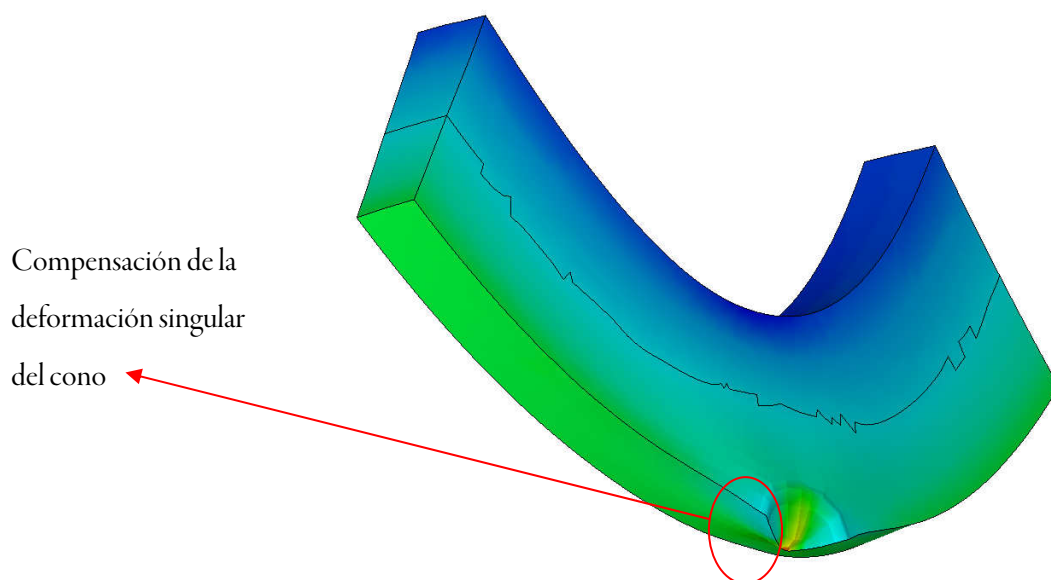 Compensación de la
deformación singular
del cono